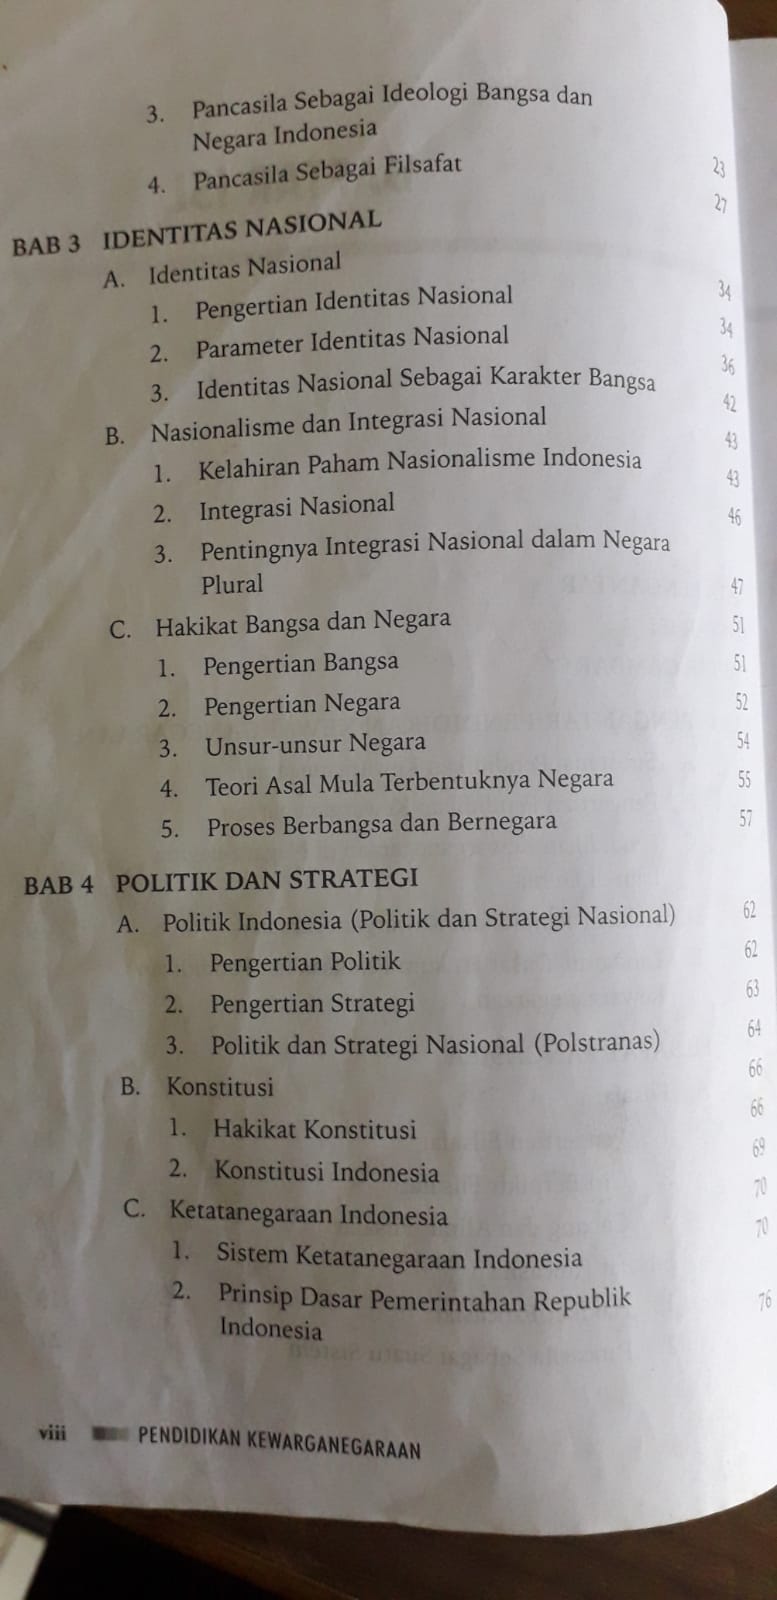 3. Pancasila Sebagai Ideologi Bangsa dan
Negara Indonesia 23
4. Pancasila Sebagai Filsafat 27
BAB 3 IDENTITAS NASIONAL
A. Identitas Nasional 34
1. Pengertian Identitas Nasional 34
2. Parameter Identitas Nasional 36
3. Identitas Nasional Sebagai Karakter Bangsa 42
B. Nasionalisme dan Integrasi Nasional 43
1. Kelahiran Paham Nasionalisme Indonesia 43
2. Integrasi Nasional 46
3. Pentingnya Integrasi Nasional dalam Negara
Plural 47
C. Hakikat Bangsa dan Negara 51
1. Pengertian Bangsa 51
2. Pengertian Negara 52
3. Unsur-unsur Negara 54
4. Teori Asal Mula Terbentuknya Negara 55
5. Proses Berbangsa dan Bernegara 57
BAB 4 POLITIK DAN STRATEGI
A. Politik Indonesia (Politik dan Strategi Nasional) 62
1. Pengertian Politik 62
2. Pengertian Strategi 63
3. Politik dan Strategi Nasional (Polstranas) 64
B. Konstitusi 66
1. Hakikat Konstitusi 66
2. Konstitusi Indonesia 69
C. Ketatanegaraan Indonesia 70
1. Sistem Ketatanegaraan Indonesia 70
2. Prinsip Dasar Pemerintahan Republik
Indonesia 76
viii PENDIDIKAN KEWARGANEGARAAN